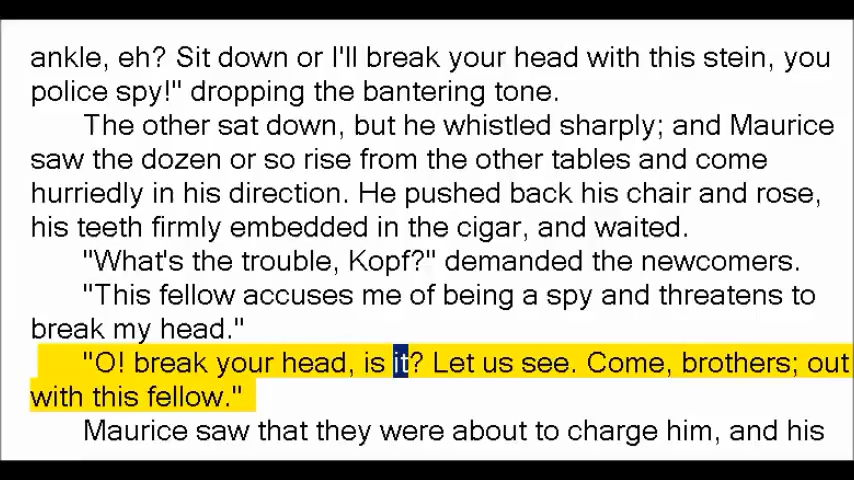 ankle, eh? Sit down or I'll break your head with this stein, you
police spy!" dropping the bantering tone.
The other sat down, but he whistled sharply; and Maurice
saw the dozen or so rise from the other tables and come
hurriedly in his direction. He pushed back his chair and rose,
his teeth firmly embedded in the cigar, and waited.
"What's the trouble, Kopf?" demanded the newcomers.
"This fellow accuses me of being a spy and threatens to
break my head."
"O! break your head, is it? Let us see. Come, brothers; out
with this fellow."
Maurice saw that they were about to charge him, and his